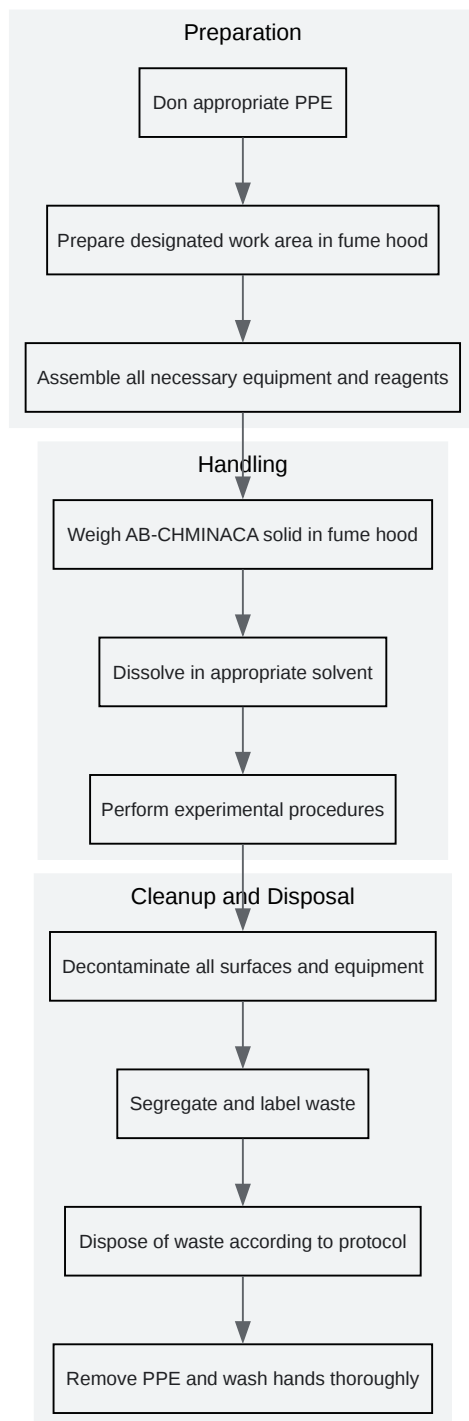 Preparation
Don appropriate PPE
Prepare designated work area in fume hood
Assemble all necessary equipment and reagents
Handling
Weigh AB-CHMINACA solid in fume hood
Dissolve in appropriate solvent
Perform experimental procedures
Cleanup and Disposal
Decontaminate all surfaces and equipment
Segregate and label waste
Dispose of waste according to protocol
Remove PPE and wash hands thoroughly